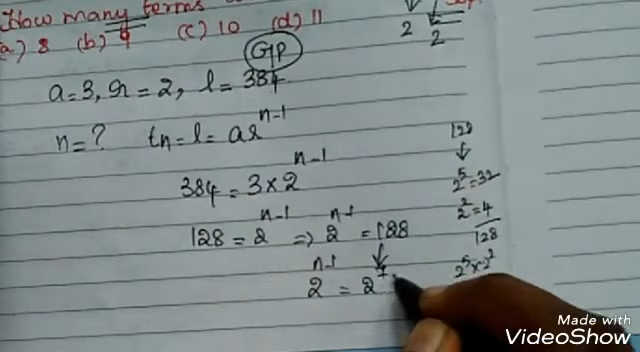 How many terms
(a) 8 (b) 9 (c) 10 (d) 11
2
2
GP
a=3, r=2, l=384
n=? tn=l=ar^n-1
384=3×2^n-1
128=2^n-1 ⇒ 2^n-1=128
2^n-1=2^7
128
↓
2^5=32
2^2=4
128
2^5×2^2
Made with
VideoShow